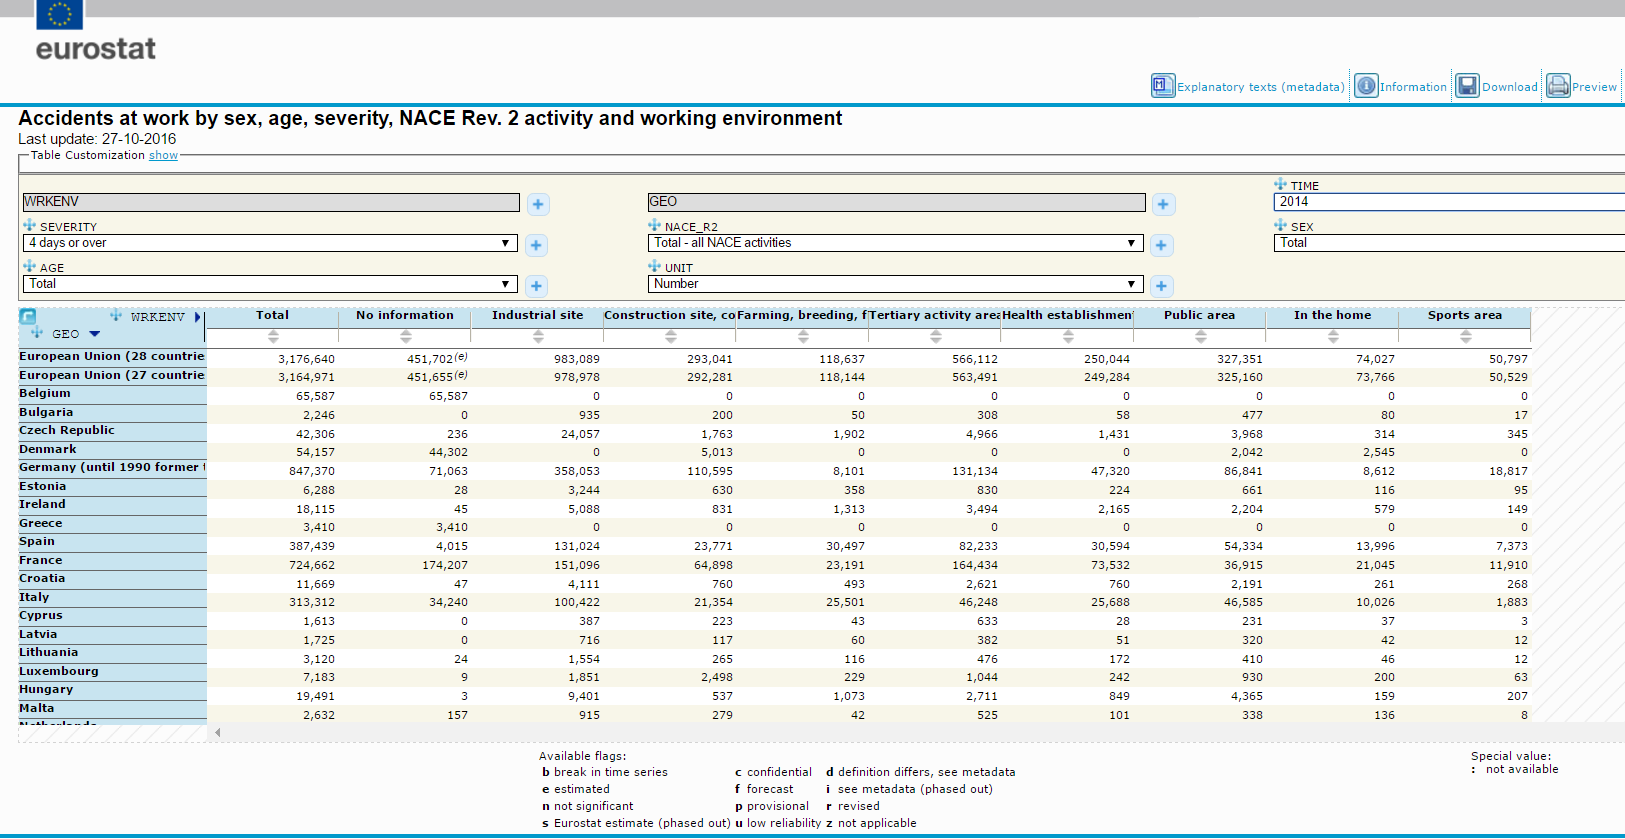 eurostat
Explanatory texts (metadata) Information Download Preview
Accidents at work by sex, age, severity, NACE Rev. 2 activity and working environment
Last update: 27-10-2016
Table Customization show
TIME
WRKENV GEO 2014
SEVERITY NACE_R2 SEX
4 days or over Total - all NACE activities Total
AGE UNIT
Total Number
WRKENV Total No information Industrial site Construction site, co Farming, breeding, f Tertiary activity area Health establishment Public area In the home Sports area
GEO
European Union (28 countrie 3,176,640 451,702(e) 983,089 293,041 118,637 566,112 250,044 327,351 74,027 50,797
European Union (27 countrie 3,164,971 451,655(e) 978,978 292,281 118,144 563,491 249,284 325,160 73,766 50,529
Belgium 65,587 65,587 0 0 0 0 0 0 0 0
Bulgaria 2,246 0 935 200 50 308 58 477 80 17
Czech Republic 42,306 236 24,057 1,763 1,902 4,966 1,431 3,968 314 345
Denmark 54,157 44,302 0 5,013 0 0 0 2,042 2,545 0
Germany (until 1990 former t 847,370 71,063 358,053 110,595 8,101 131,134 47,320 86,841 8,612 18,817
Estonia 6,288 28 3,244 630 358 830 224 661 116 95
Ireland 18,115 45 5,088 831 1,313 3,494 2,165 2,204 579 149
Greece 3,410 3,410 0 0 0 0 0 0 0 0
Spain 387,439 4,015 131,024 23,771 30,497 82,233 30,594 54,334 13,996 7,373
France 724,662 174,207 151,096 64,898 23,191 164,434 73,532 36,915 21,045 11,910
Croatia 11,669 47 4,111 760 493 2,621 760 2,191 261 268
Italy 313,312 34,240 100,422 21,354 25,501 46,248 25,688 46,585 10,026 1,883
Cyprus 1,613 0 387 223 43 633 28 231 37 3
Latvia 1,725 0 716 117 60 382 51 320 42 12
Lithuania 3,120 24 1,554 265 116 476 172 410 46 12
Luxembourg 7,183 9 1,851 2,498 229 1,044 242 930 200 63
Hungary 19,491 3 9,401 537 1,073 2,711 849 4,365 159 207
Malta 2,632 157 915 279 42 525 101 338 136 8
Netherlands
Available flags: Special value:
b break in time series c confidential d definition differs, see metadata : not available
e estimated f forecast i see metadata (phased out)
n not significant p provisional r revised
s Eurostat estimate (phased out) u low reliability z not applicable